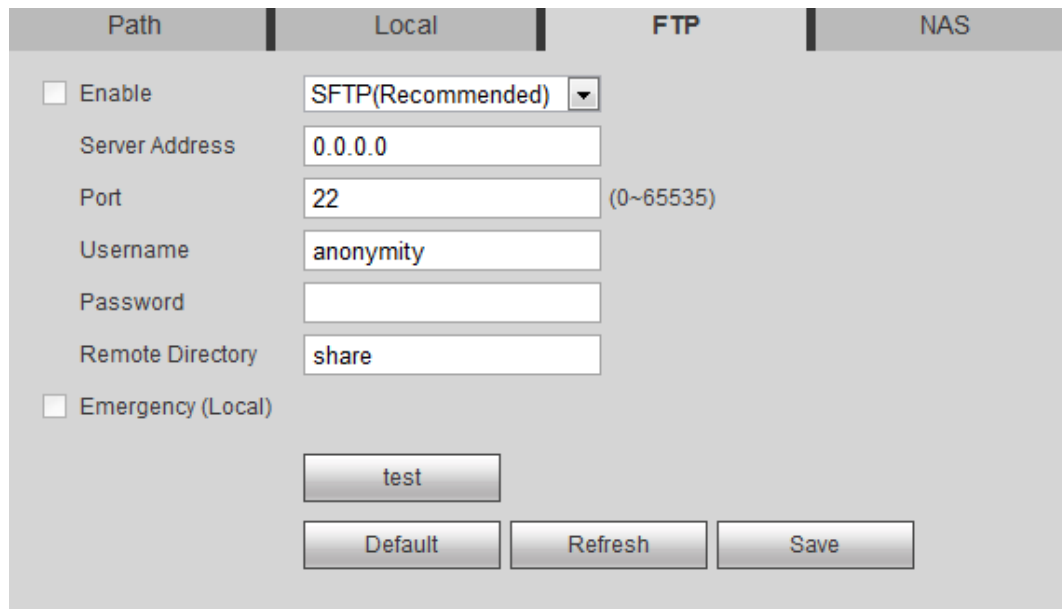 Path Local FTP NAS
Enable SFTP(Recommended)
Server Address 0.0.0.0
Port 22 (0~65535)
Username anonymity
Password
Remote Directory share
Emergency (Local)
test
Default Refresh Save